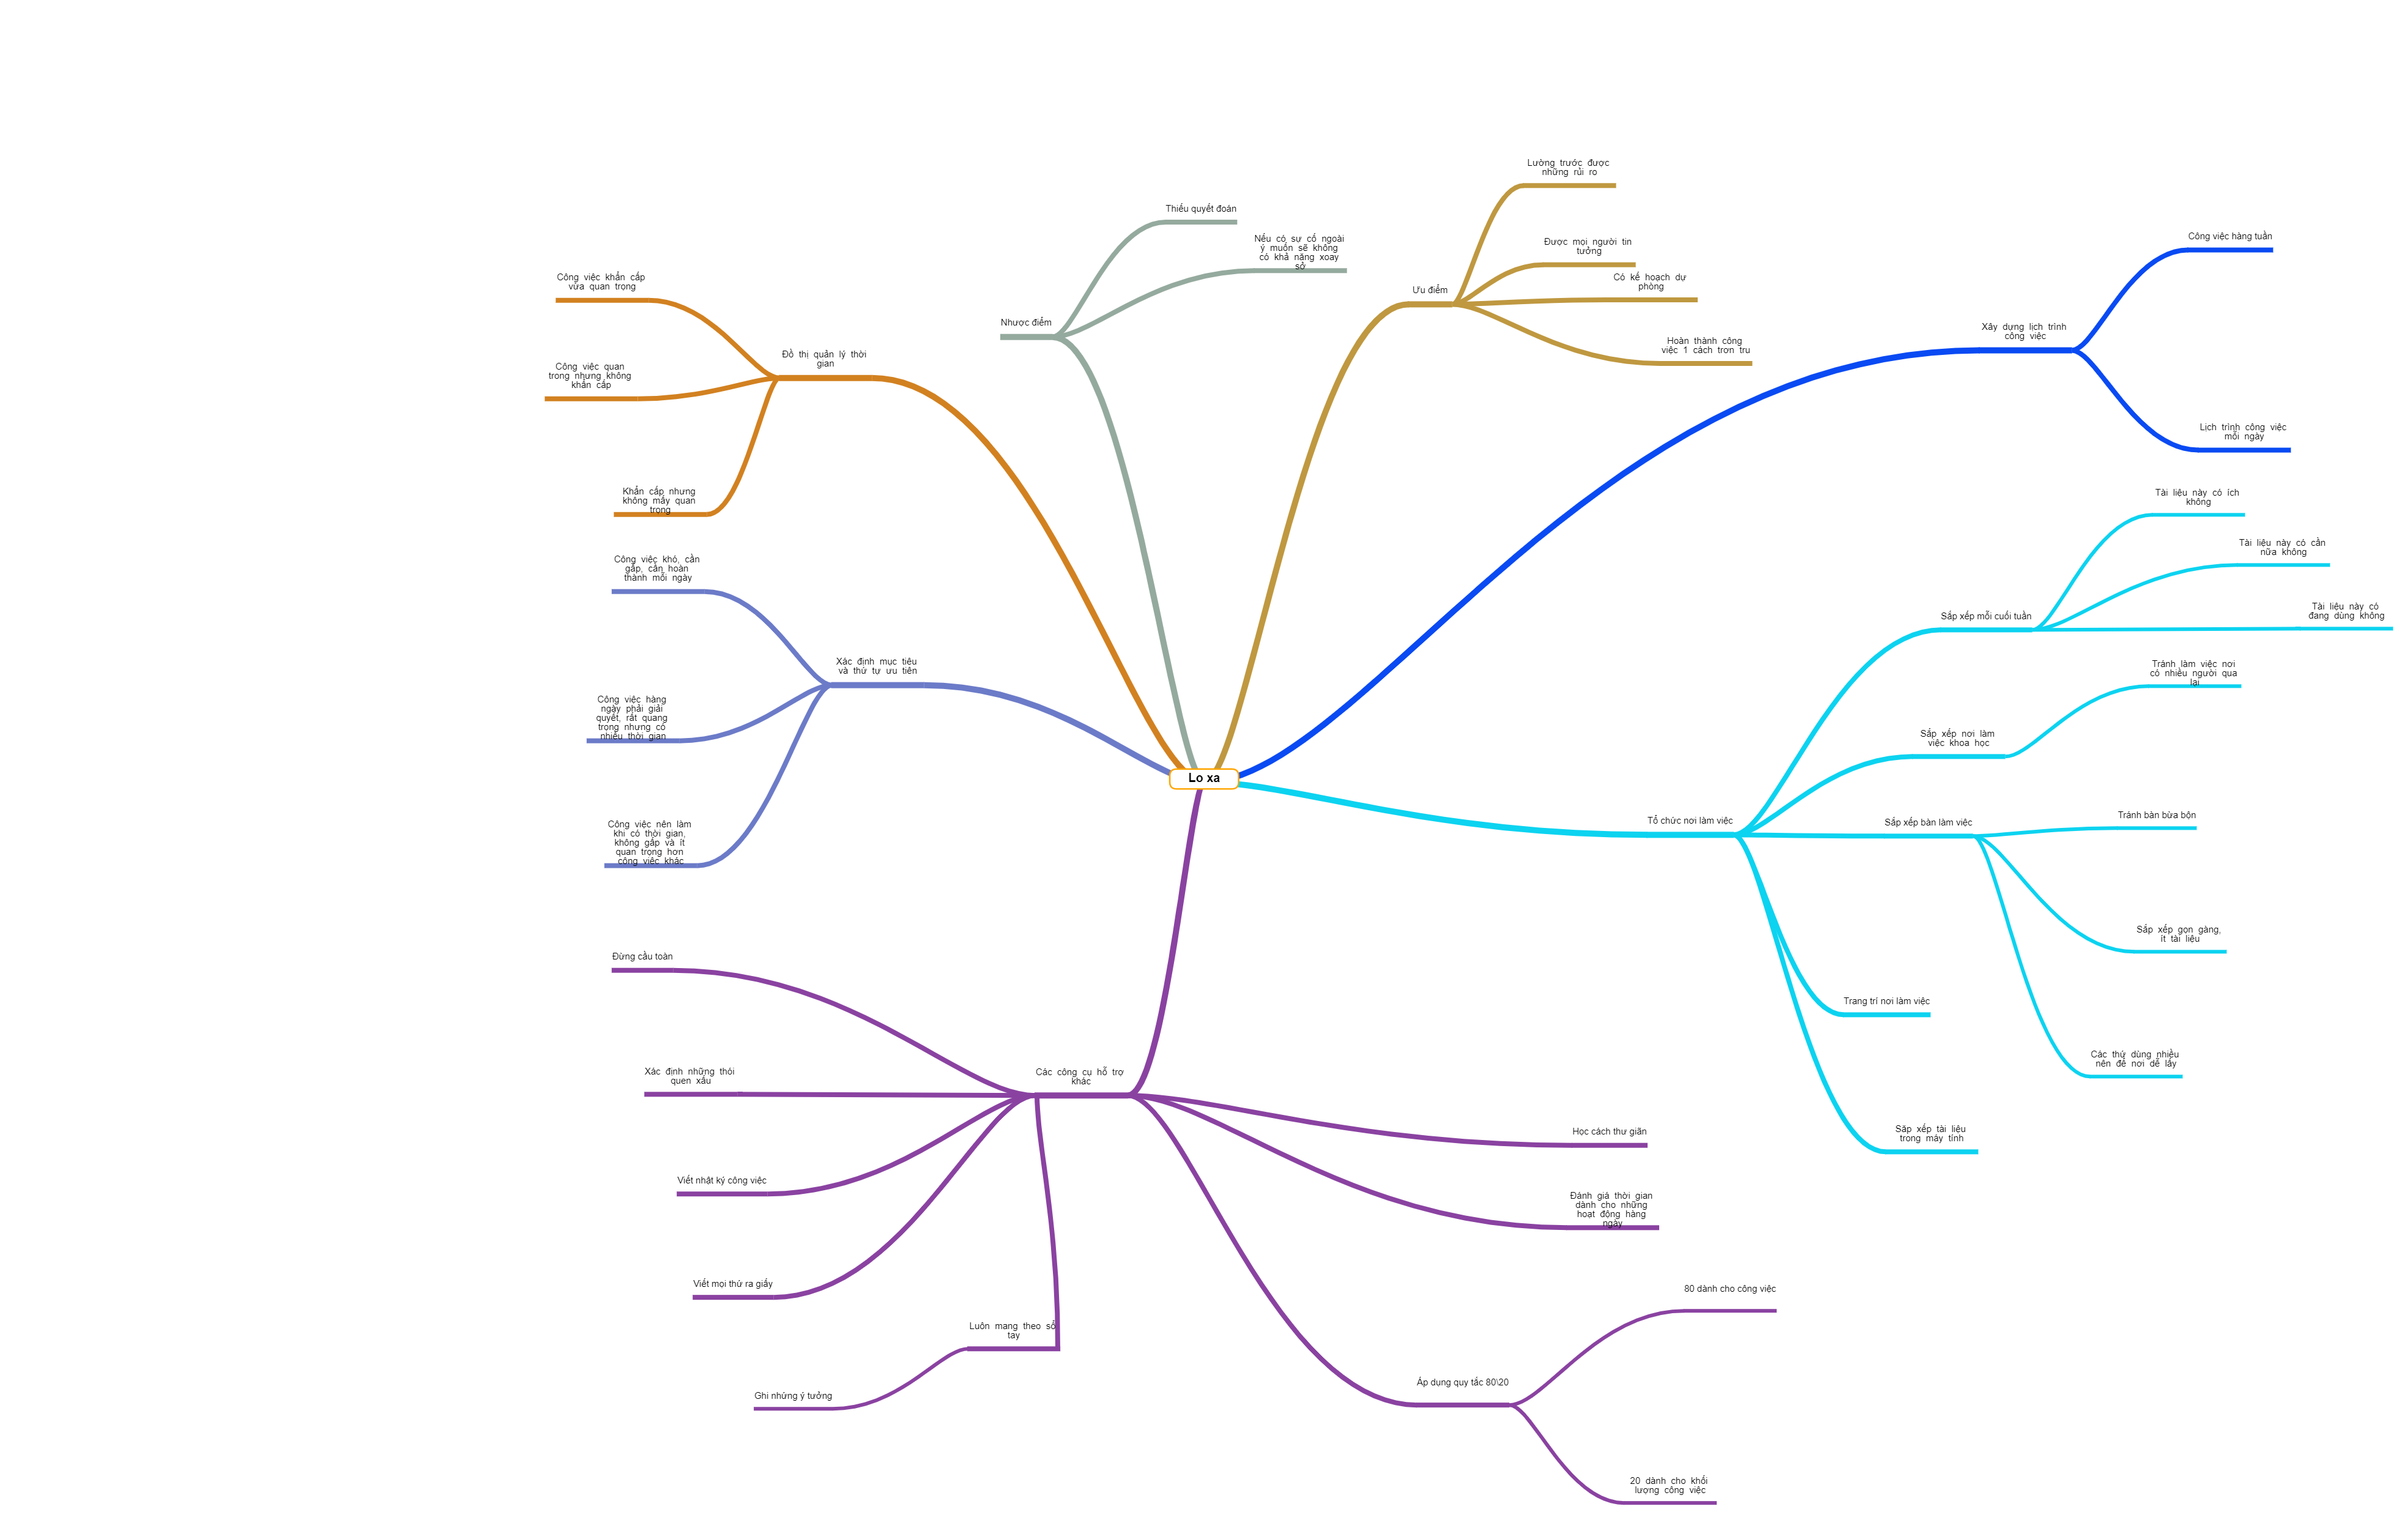 Lo xa
Nhược điểm
Thiếu quyết đoán
Nếu có sự cố ngoài
ý muốn sẽ không
có khả năng xoay
sở
Ưu điểm
Lường trước được
những rủi ro
Được mọi người tin
tưởng
Có kế hoạch dự
phòng
Hoàn thành công
việc 1 cách trơn tru
Xây dựng lịch trình
công việc
Công việc hàng tuần
Lịch trình công việc
mỗi ngày
Tổ chức nơi làm việc
Sắp xếp mỗi cuối tuần
Tài liệu này có ích
không
Tài liệu này có cần
nữa không
Tài liệu này có
đang dùng không
Sắp xếp nơi làm
việc khoa học
Tránh làm việc nơi
có nhiều người qua
lại
Sắp xếp bàn làm việc
Tránh bàn bừa bộn
Sắp xếp gọn gàng,
ít tài liệu
Các thứ dùng nhiều
nên để nơi dễ lấy
Trang trí nơi làm việc
Săp xếp tài liệu
trong máy tính
Đồ thị quản lý thời
gian
Công việc khẩn cấp
vừa quan trọng
Công việc quan
trong nhưng không
khẩn cấp
Khẩn cấp nhưng
không mấy quan
trọng
Xác định mục tiêu
và thứ tự ưu tiên
Công việc khó, cần
gấp, cần hoàn
thành mỗi ngày
Công việc hàng
ngày phải giải
quyết, rất quang
trọng nhưng có
nhiều thời gian
Công việc nên làm
khi có thời gian,
không gấp và ít
quan trọng hơn
công việc khác
Các công cụ hỗ trợ
khác
Đừng cầu toàn
Xác định những thói
quen xấu
Viết nhật ký công việc
Viết mọi thứ ra giấy
Luôn mang theo sổ
tay
Ghi những ý tưởng
Học cách thư giãn
Đánh giá thời gian
dành cho những
hoạt động hàng
ngày
Áp dụng quy tắc 80\20
80 dành cho công việc
20 dành cho khối
lượng công việc